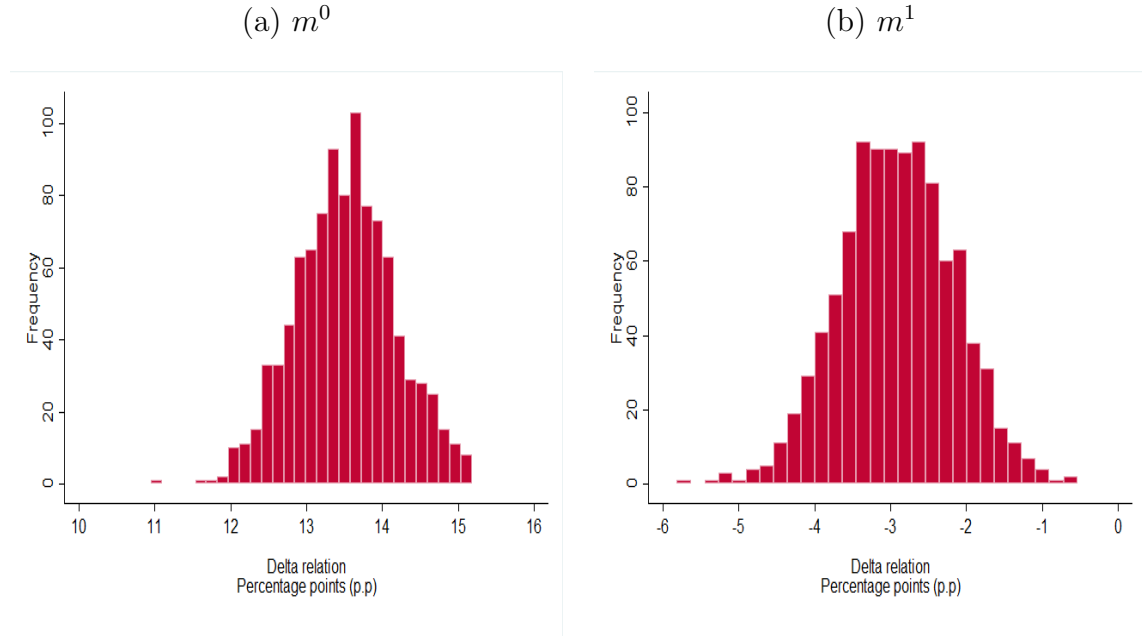 (a) m⁰
(b) m¹
Frequency
0
20
40
60
80
100
10 11 12 13 14 15 16
Delta relation
Percentage points (p.p)
Frequency
0
20
40
60
80
100
-6 -5 -4 -3 -2 -1 0
Delta relation
Percentage points (p.p)